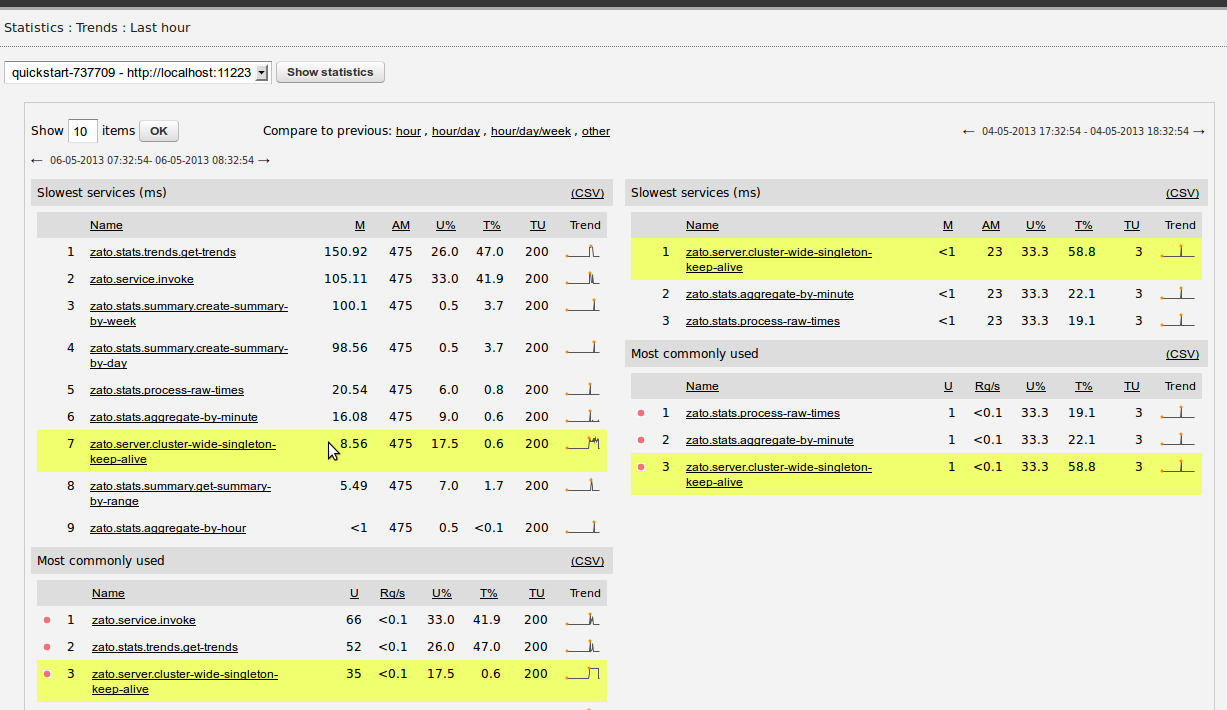 Statistics : Trends : Last hour
quickstart-737709 - http://localhost:11223 Show statistics
Show 10 items OK Compare to previous: hour , hour/day , hour/day/week , other
← 04-05-2013 17:32:54 - 04-05-2013 18:32:54 →
← 06-05-2013 07:32:54- 06-05-2013 08:32:54 →
Slowest services (ms) (CSV)
Name M AM U% T% TU Trend
1 zato.stats.trends.get-trends 150.92 475 26.0 47.0 200
2 zato.service.invoke 105.11 475 33.0 41.9 200
3 zato.stats.summary.create-summary- 100.1 475 0.5 3.7 200
by-week
4 zato.stats.summary.create-summary- 98.56 475 0.5 3.7 200
by-day
5 zato.stats.process-raw-times 20.54 475 6.0 0.8 200
6 zato.stats.aggregate-by-minute 16.08 475 9.0 0.6 200
7 zato.server.cluster-wide-singleton- 8.56 475 17.5 0.6 200
keep-alive
8 zato.stats.summary.get-summary- 5.49 475 7.0 1.7 200
by-range
9 zato.stats.aggregate-by-hour <1 475 0.5 <0.1 200
Most commonly used (CSV)
Name U Rq/s U% T% TU Trend
1 zato.service.invoke 66 <0.1 33.0 41.9 200
2 zato.stats.trends.get-trends 52 <0.1 26.0 47.0 200
3 zato.server.cluster-wide-singleton- 35 <0.1 17.5 0.6 200
keep-alive
Slowest services (ms) (CSV)
Name M AM U% T% TU Trend
1 zato.server.cluster-wide-singleton- <1 23 33.3 58.8 3
keep-alive
2 zato.stats.aggregate-by-minute <1 23 33.3 22.1 3
3 zato.stats.process-raw-times <1 23 33.3 19.1 3
Most commonly used (CSV)
Name U Rq/s U% T% TU Trend
1 zato.stats.process-raw-times 1 <0.1 33.3 19.1 3
2 zato.stats.aggregate-by-minute 1 <0.1 33.3 22.1 3
3 zato.server.cluster-wide-singleton- 1 <0.1 33.3 58.8 3
keep-alive